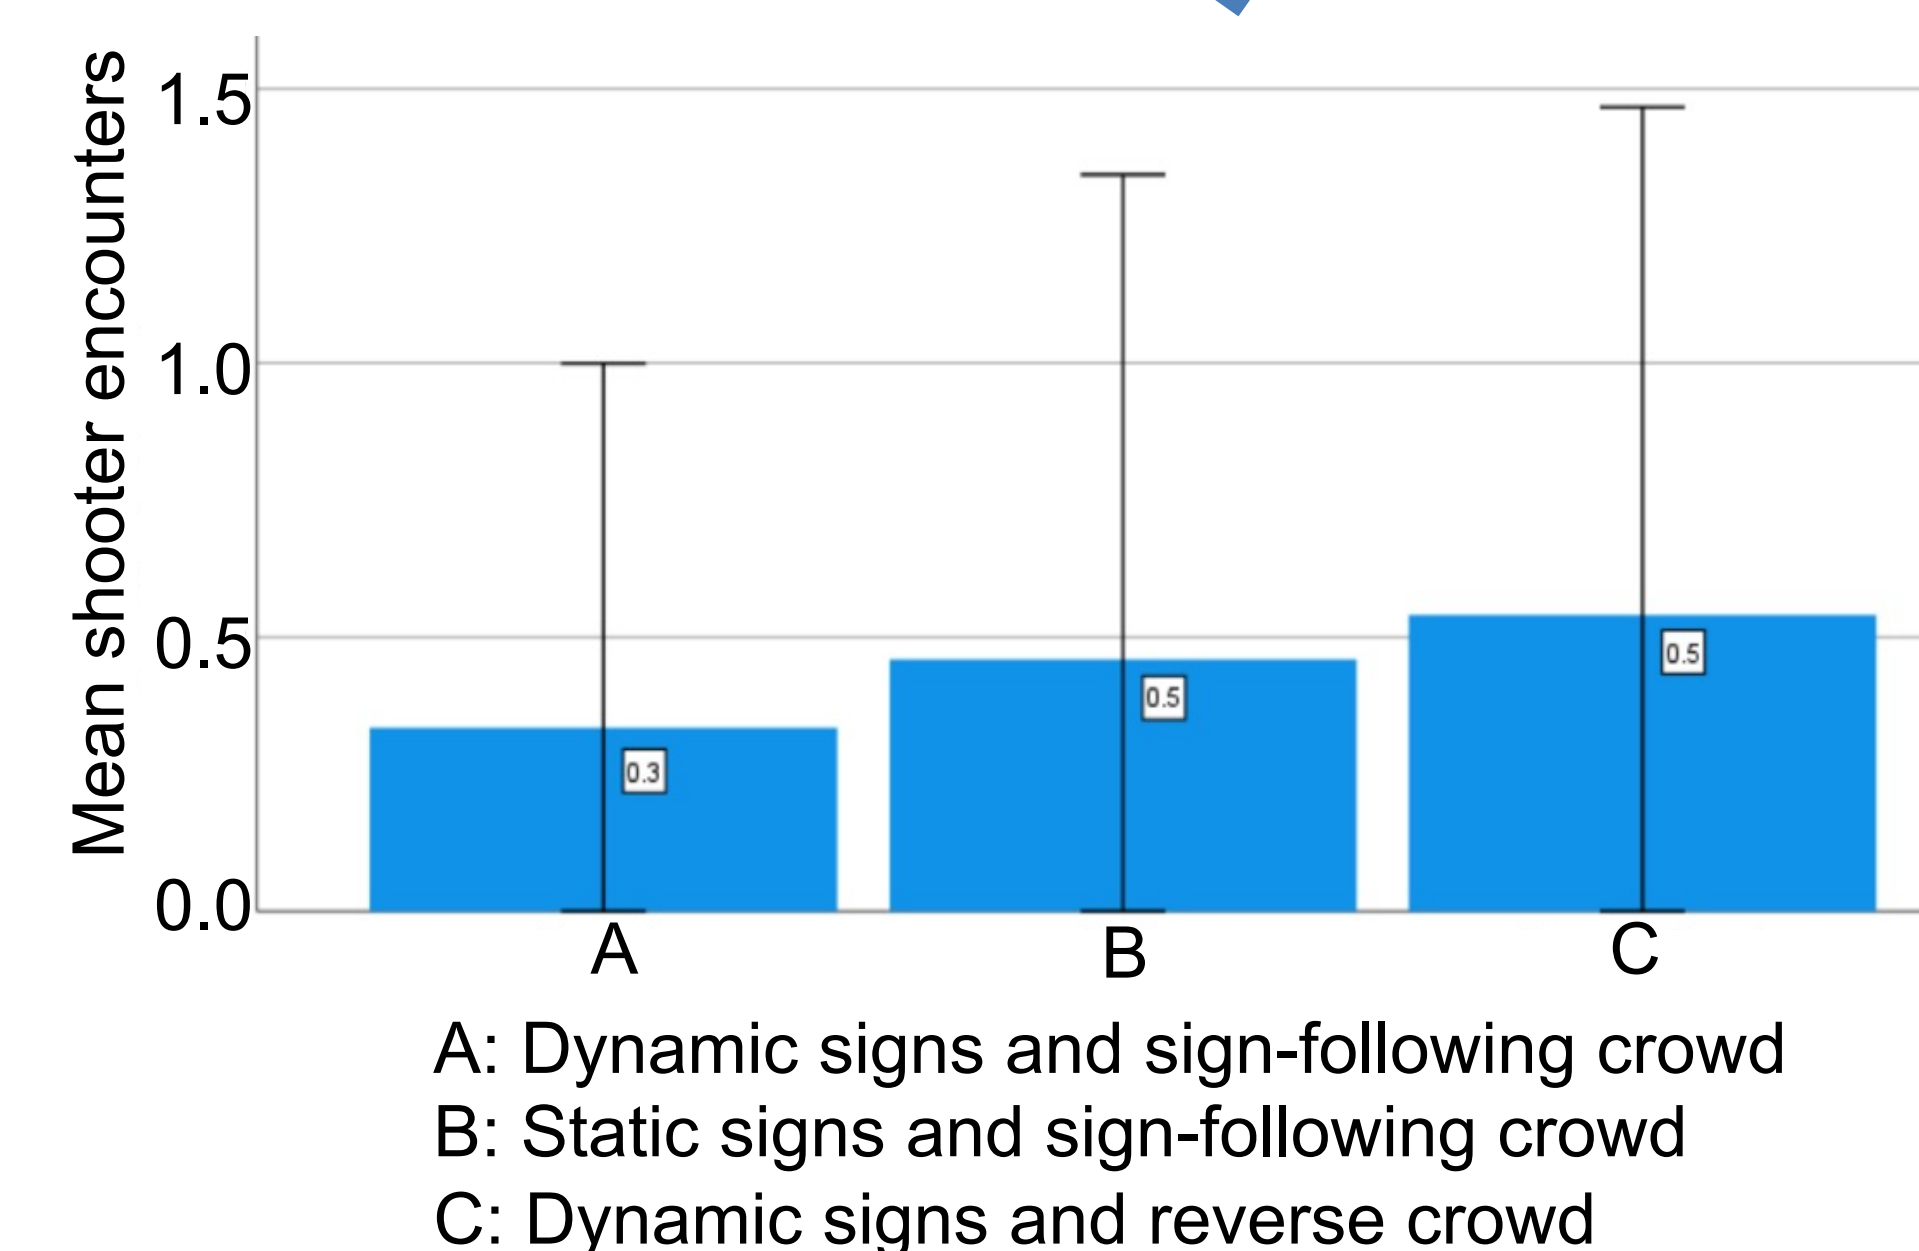 Mean shooter encounters
1.5
1.0
0.5
0.0
0.3
0.5
0.5
A B C
A: Dynamic signs and sign-following crowd
B: Static signs and sign-following crowd
C: Dynamic signs and reverse crowd